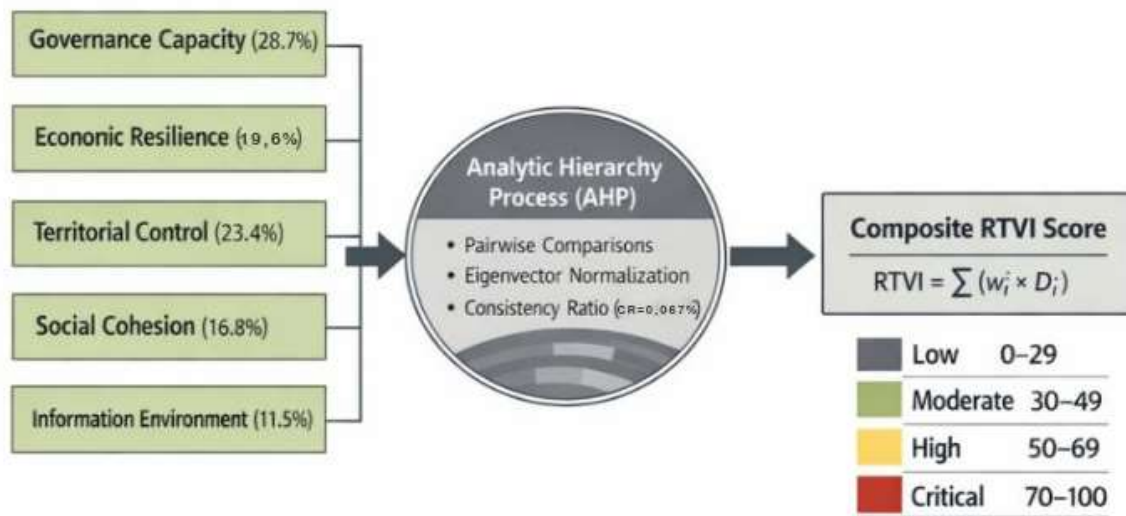 Governance Capacity (28.7%)
Econonic Resilience (19,6%)
Territorial Control (23.4%)
Social Cohesion (16.8%)
Information Environment (11.5%)
Analytic Hierarchy
Process (AHP)
• Pairwise Comparisons
• Eigenvector Normalization
• Consistency Ratio (CR=0,067%)
Composite RTVI Score
RTVI = ∑ (wᵢ × Dᵢ)
Low 0–29
Moderate 30–49
High 50–69
Critical 70–100